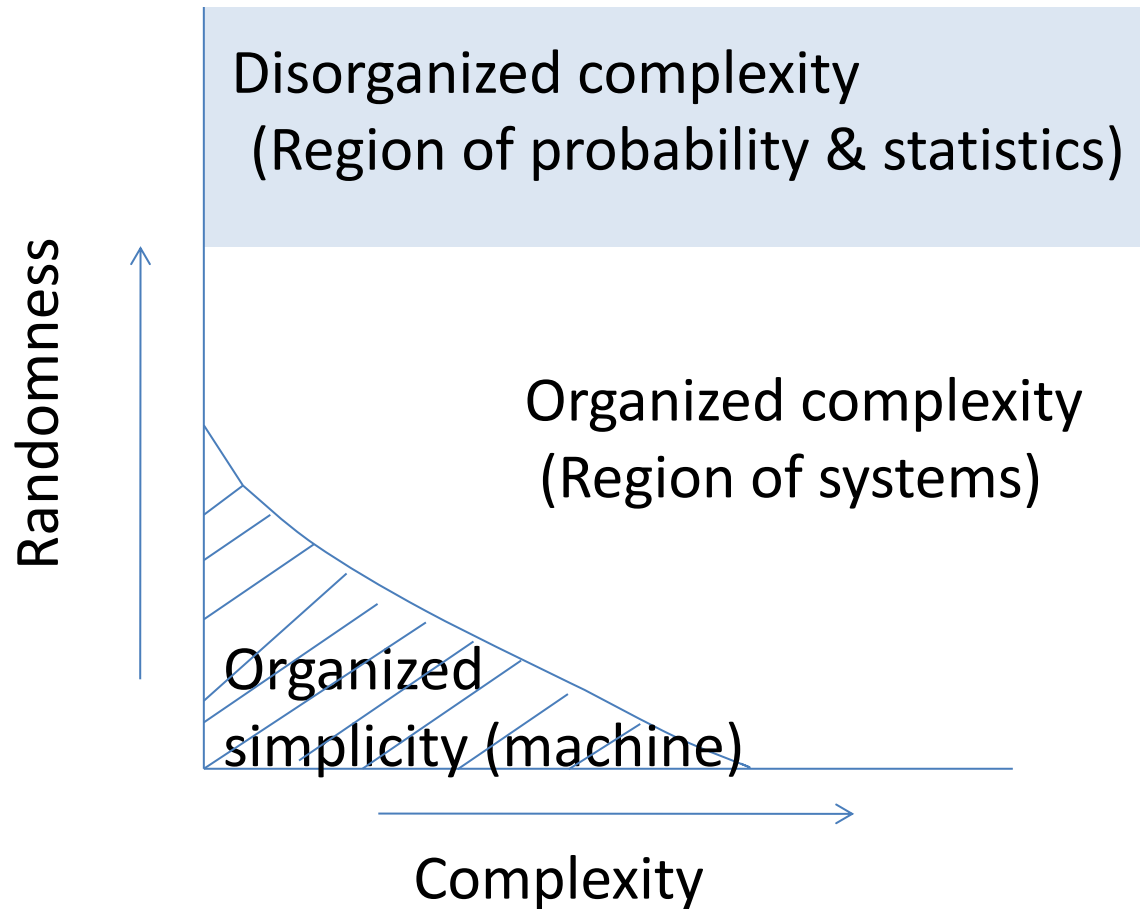 Disorganized complexity
(Region of probability & statistics)
Randomness
Organized complexity
(Region of systems)
Organized
simplicity (machine)
Complexity